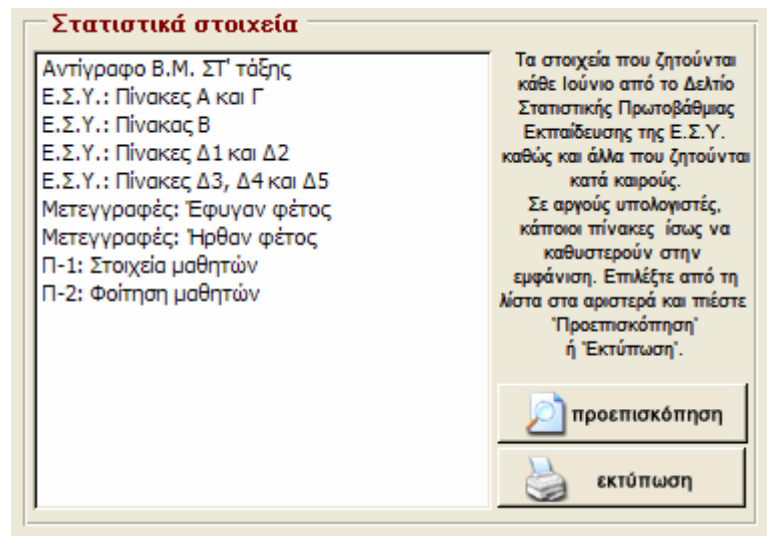 Στατιστικά στοιχεία
Αντίγραφο Β.Μ. ΣΤ' τάξης
Ε.Σ.Υ.: Πίνακες Α και Γ
Ε.Σ.Υ.: Πίνακας Β
Ε.Σ.Υ.: Πίνακες Δ1 και Δ2
Ε.Σ.Υ.: Πίνακες Δ3, Δ4 και Δ5
Μετεγγραφές: Έφυγαν φέτος
Μετεγγραφές: Ήρθαν φέτος
Π-1: Στοιχεία μαθητών
Π-2: Φοίτηση μαθητών
Τα στοιχεία που ζητούνται
κάθε Ιούνιο από το Δελτίο
Στατιστικής Πρωτοβάθμιας
Εκπαίδευσης της Ε.Σ.Υ.
καθώς και άλλα που ζητούνται
κατά καιρούς.
Σε αργούς υπολογιστές,
κάποιοι πίνακες ίσως να
καθυστερούν στην
εμφάνιση. Επιλέξτε από τη
λίστα στα αριστερά και πιέστε
'Προεπισκόπηση'
ή 'Εκτύπωση'.
προεπισκόπηση
εκτύπωση